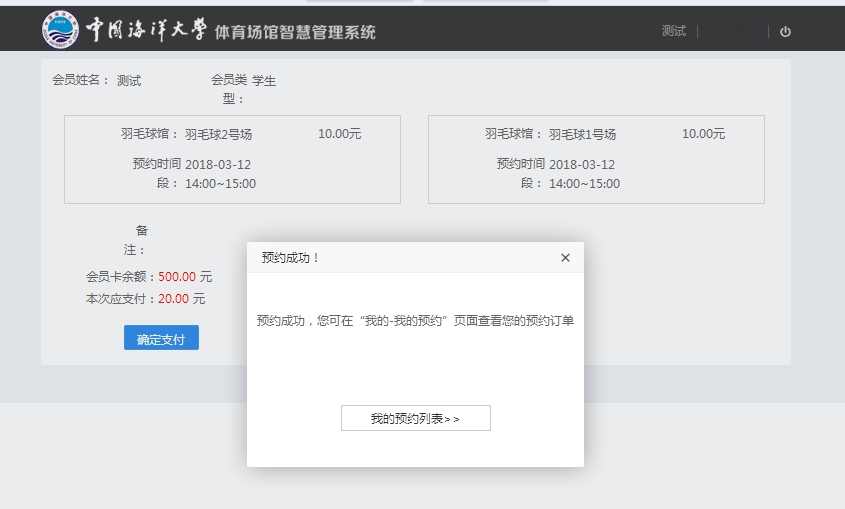 中国海洋大学 体育场馆智慧管理系统
测试
会员姓名： 测试 会员类型： 学生
羽毛球馆： 羽毛球2号场 10.00元
预约时间段： 2018-03-12
14:00~15:00
羽毛球馆： 羽毛球1号场 10.00元
预约时间段： 2018-03-12
14:00~15:00
备
注：
会员卡余额：500.00 元
本次应支付：20.00 元
确定支付
预约成功！ ×
预约成功，您可在“我的-我的预约”页面查看您的预约订单
我的预约列表>>